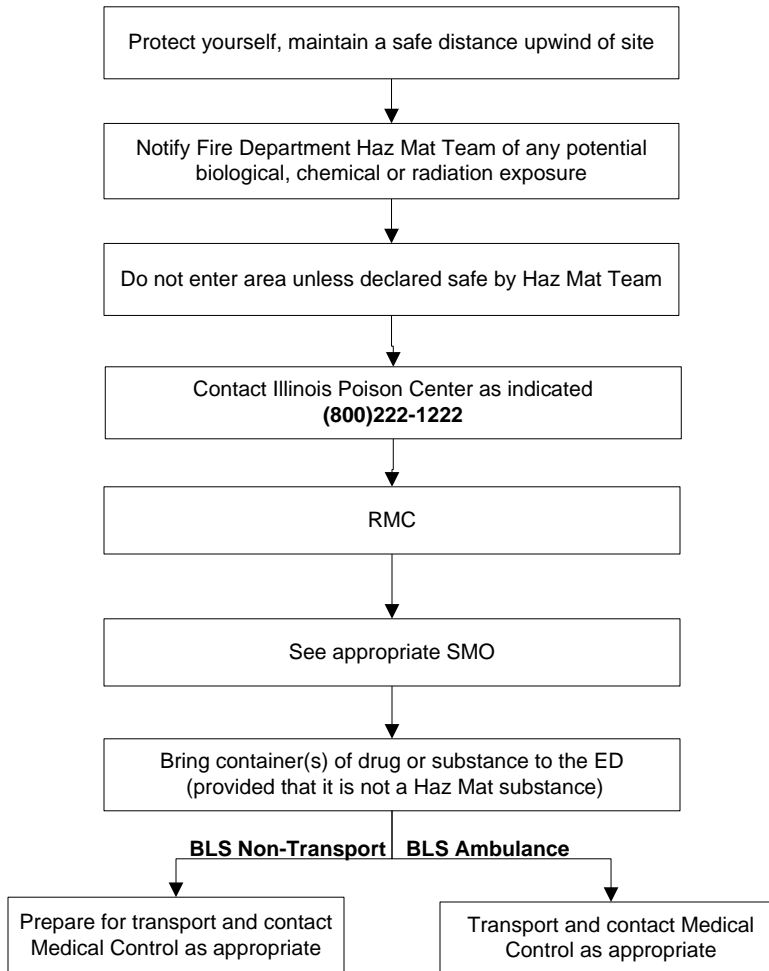 Protect yourself, maintain a safe distance upwind of site
Notify Fire Department Haz Mat Team of any potential
biological, chemical or radiation exposure
Do not enter area unless declared safe by Haz Mat Team
Contact Illinois Poison Center as indicated
(800)222-1222
RMC
See appropriate SMO
Bring container(s) of drug or substance to the ED
(provided that it is not a Haz Mat substance)
BLS Non-Transport
BLS Ambulance
Prepare for transport and contact
Medical Control as appropriate
Transport and contact Medical
Control as appropriate